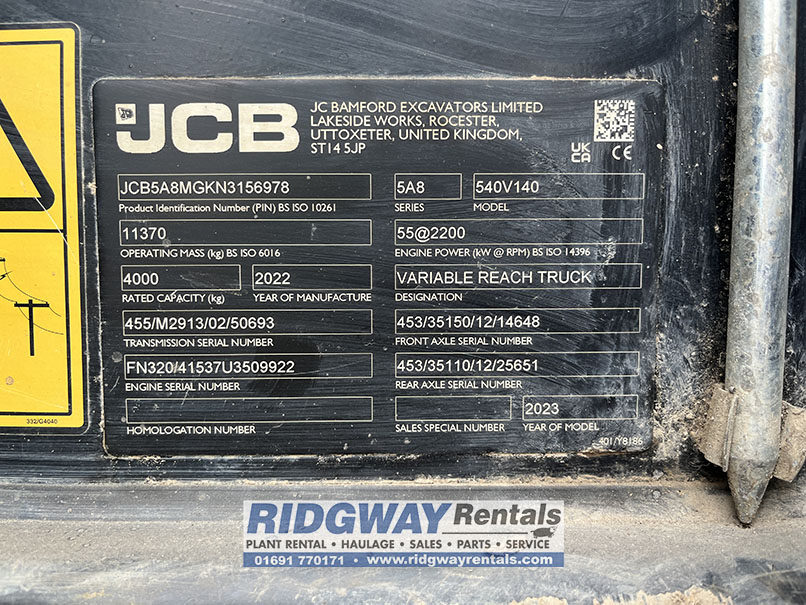 JCB
JC BAMFORD EXCAVATORS LIMITED
LAKESIDE WORKS, ROCESTER,
UTTOXETER, UNITED KINGDOM,
ST14 5JP
UK
CA CE
JCB5A8MGKN3156978
Product Identification Number (PIN) BS ISO 10261
5A8 540V140
SERIES MODEL
11370
OPERATING MASS (kg) BS ISO 6016
55@2200
ENGINE POWER (kW @ RPM) BS ISO 14396
4000 2022
RATED CAPACITY (kg) YEAR OF MANUFACTURE
VARIABLE REACH TRUCK
DESIGNATION
455/M2913/02/50693
TRANSMISSION SERIAL NUMBER
453/35150/12/14648
FRONT AXLE SERIAL NUMBER
FN320/41537U3509922
ENGINE SERIAL NUMBER
453/35110/12/25651
REAR AXLE SERIAL NUMBER
HOMOLOGATION NUMBER
2023
SALES SPECIAL NUMBER YEAR OF MODEL
401/Y8186
332/G4040
RIDGWAY Rentals
PLANT RENTAL • HAULAGE • SALES • PARTS • SERVICE
01691 770171 • www.ridgwayrentals.com